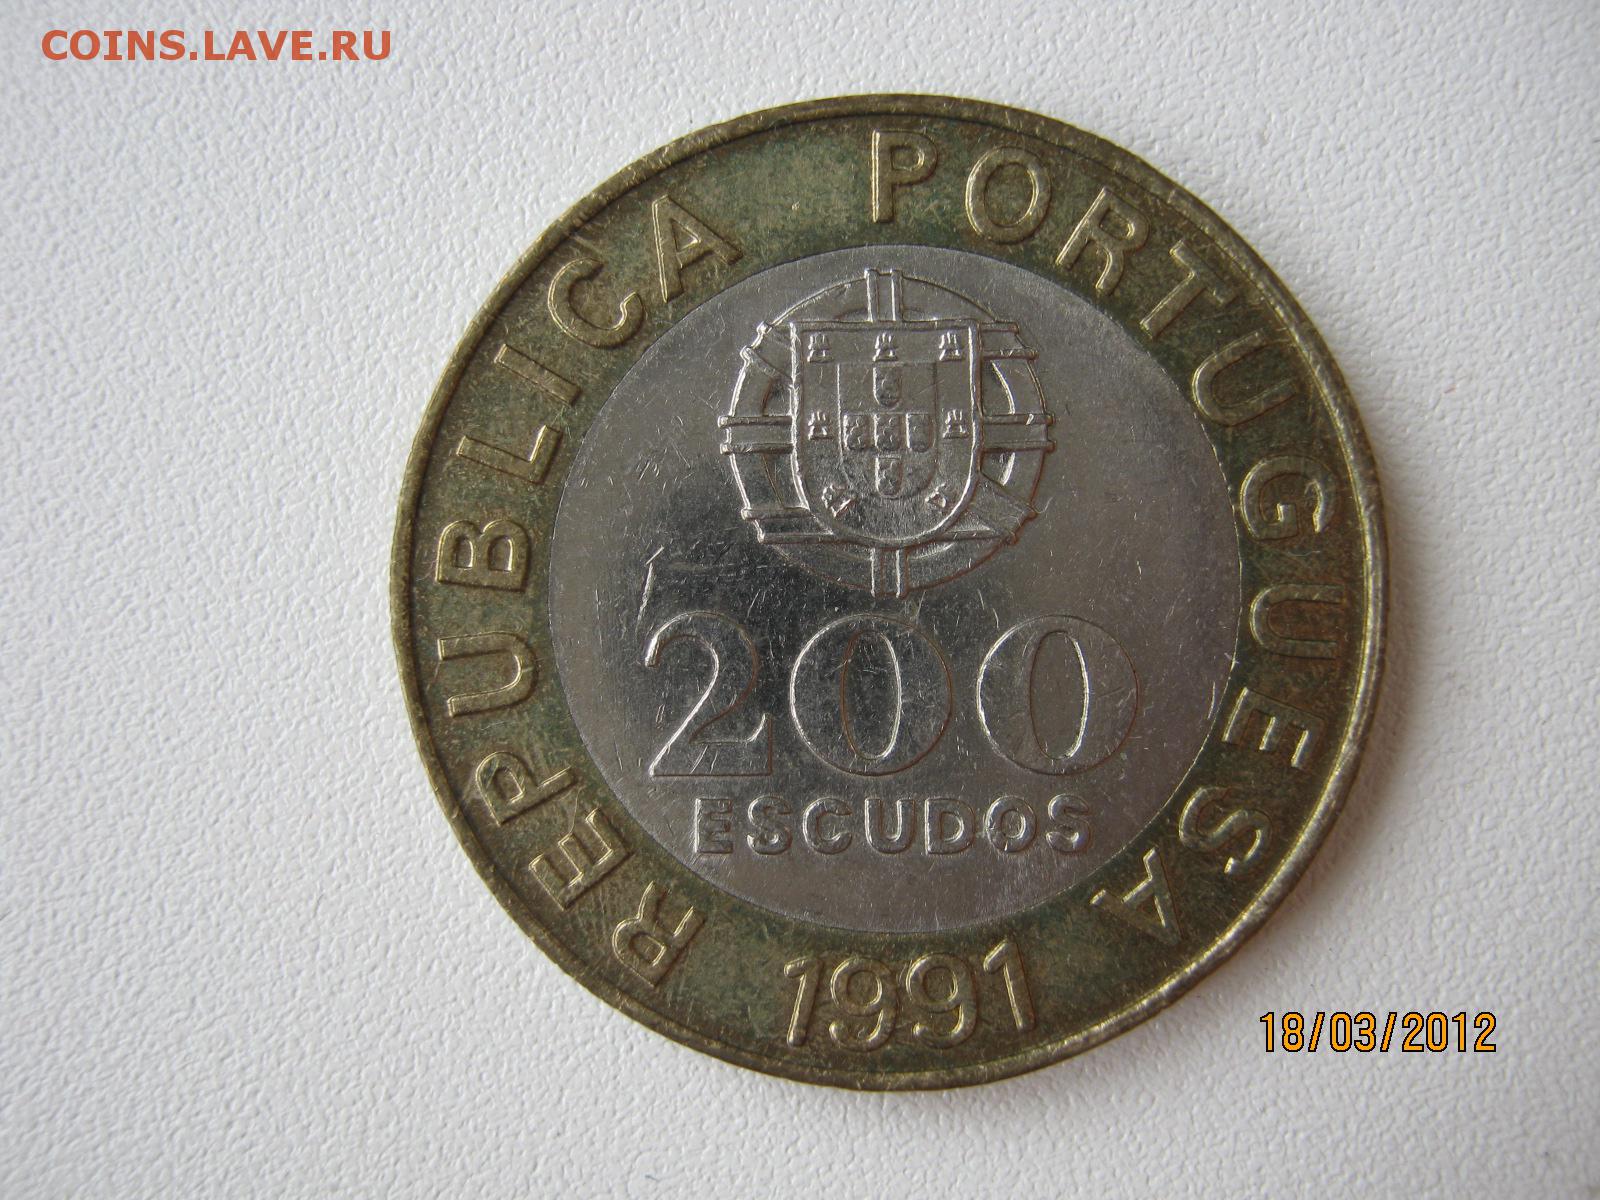 COINS.LAVE.RU
REPUBLICA PORTUGUESA
200
ESCUDOS
1991
18/03/2012